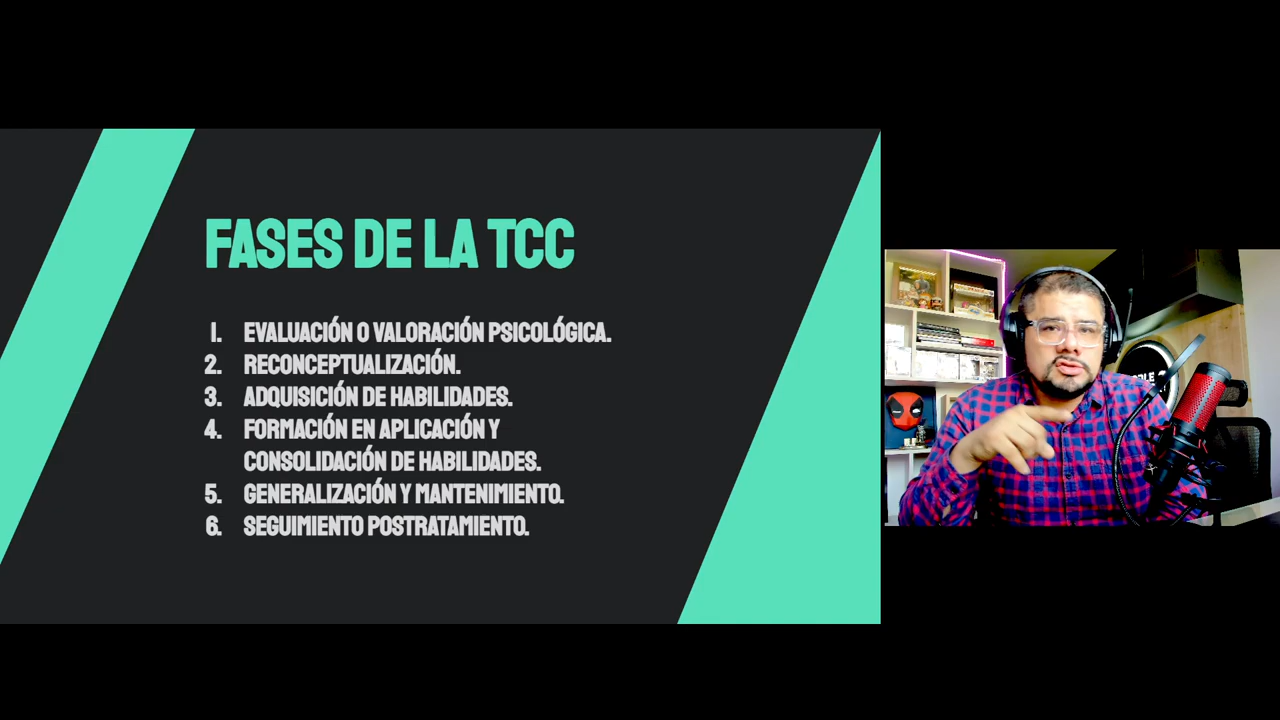 FASES DE LA TCC
1. EVALUACIÓN O VALORACIÓN PSICOLÓGICA.
2. RECONCEPTUALIZACIÓN.
3. ADQUISICIÓN DE HABILIDADES.
4. FORMACIÓN EN APLICACIÓN Y
CONSOLIDACIÓN DE HABILIDADES.
5. GENERALIZACIÓN Y MANTENIMIENTO.
6. SEGUIMIENTO POSTRATAMIENTO.